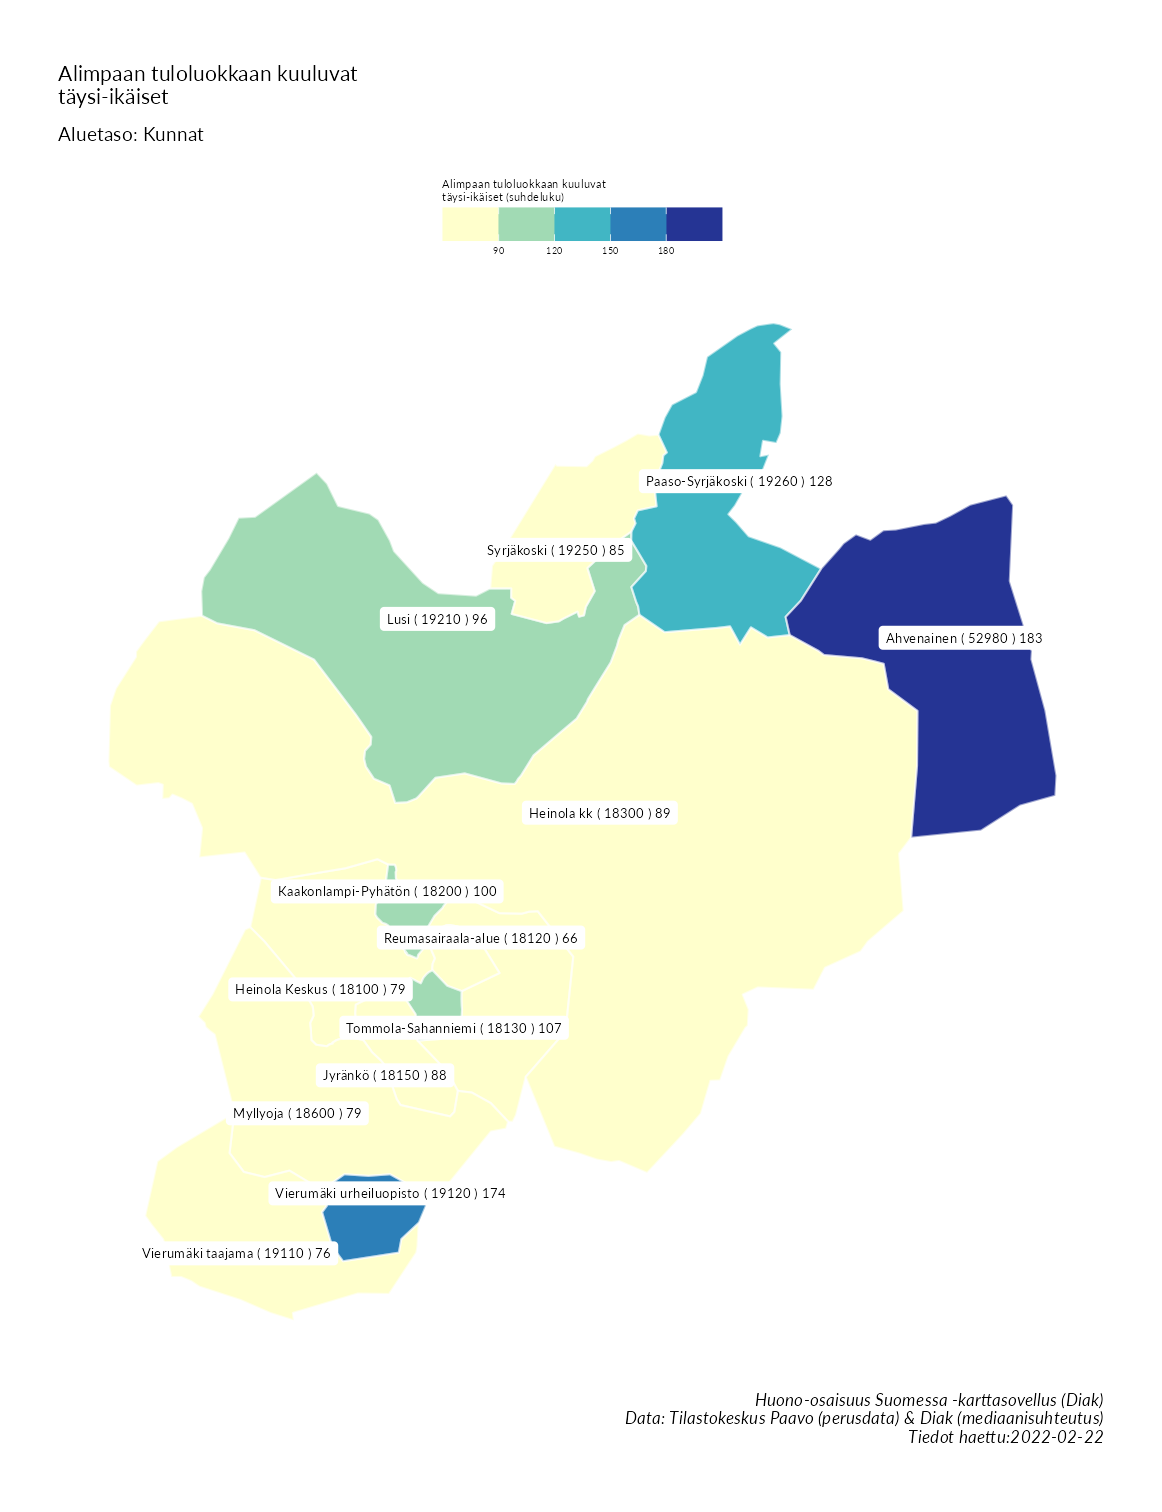 Alimpaan tuloluokkaan kuuluvat
täysi-ikäiset
Aluetaso: Kunnat
Alimpaan tuloluokkaan kuuluvat
täysi-ikäiset (suhdeluku)
90 120 150 180
Paaso-Syrjäkoski ( 19260 ) 128
Syrjäkoski ( 19250 ) 85
Lusi ( 19210 ) 96
Ahvenainen ( 52980 ) 183
Heinola kk ( 18300 ) 89
Kaakonlampi-Pyhätön ( 18200 ) 100
Reumasairaala-alue ( 18120 ) 66
Heinola Keskus ( 18100 ) 79
Tommola-Sahanniemi ( 18130 ) 107
Jyränkö ( 18150 ) 88
Myllyoja ( 18600 ) 79
Vierumäki urheiluopisto ( 19120 ) 174
Vierumäki taajama ( 19110 ) 76
Huono-osaisuus Suomessa -karttasovellus (Diak)
Data: Tilastokeskus Paavo (perusdata) & Diak (mediaanisuhteutus)
Tiedot haettu:2022-02-22